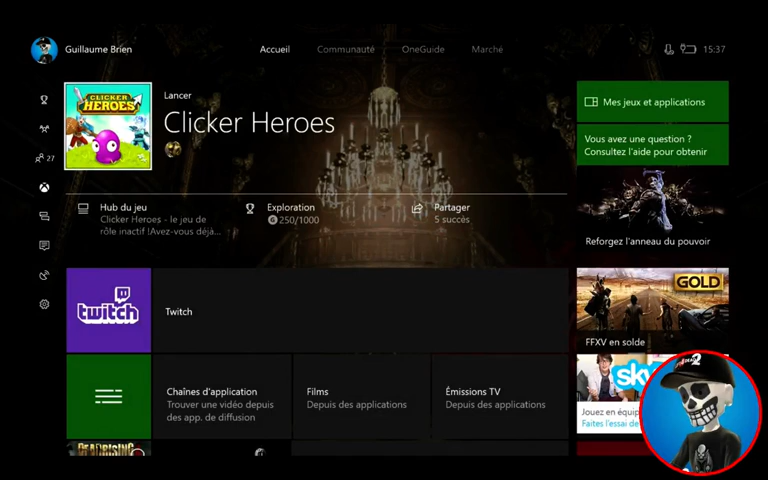 Guillaume Brien
Accueil
Communauté
OneGuide
Marché
15:37
CLICKER
HEROES
Lancer
Clicker Heroes
Mes jeux et applications
Vous avez une question ?
Consultez l'aide pour obtenir
27
Hub du jeu
Clicker Heroes - le jeu de
rôle inactif !Avez-vous déjà...
Exploration
G 250/1000
Partager
5 succès
Reforgez l'anneau du pouvoir
twitch
Twitch
GOLD
FFXV en solde
Chaînes d'application
Trouver une vidéo depuis
des app. de diffusion
Films
Depuis des applications
Émissions TV
Depuis des applications
sky
Jouez en équip
Faites l'essai de
2
DEADRISING